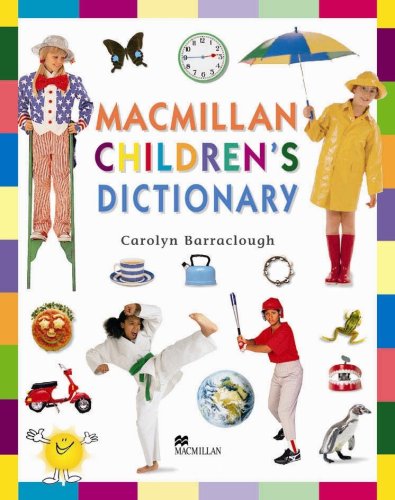 MACMILLAN
CHILDREN'S
DICTIONARY
Carolyn Barraclough
MACMILLAN